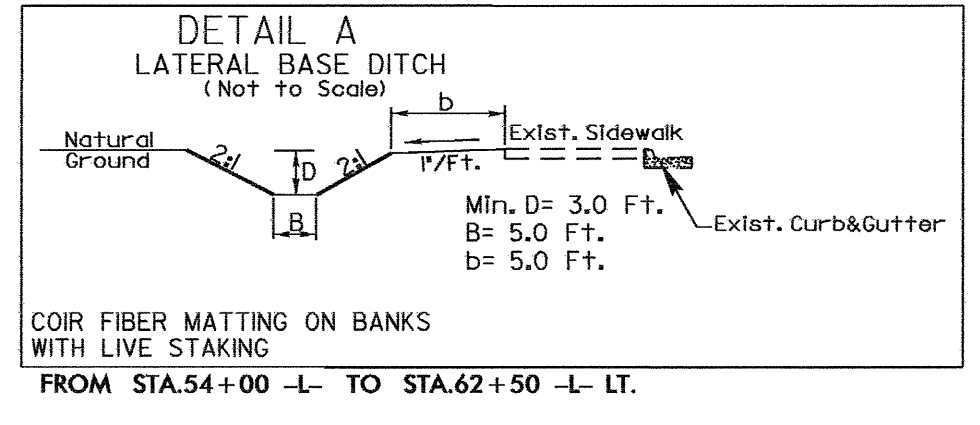 DETAIL A
LATERAL BASE DITCH
(Not to Scale)
b
Natural
Ground
2:1
D
2:1
1"/Ft.
Exist. Sidewalk
B
Min. D= 3.0 Ft.
B= 5.0 Ft.
b= 5.0 Ft.
Exist. Curb&Gutter
COIR FIBER MATTING ON BANKS
WITH LIVE STAKING
FROM STA.54+00 -L- TO STA.62+50 -L- LT.